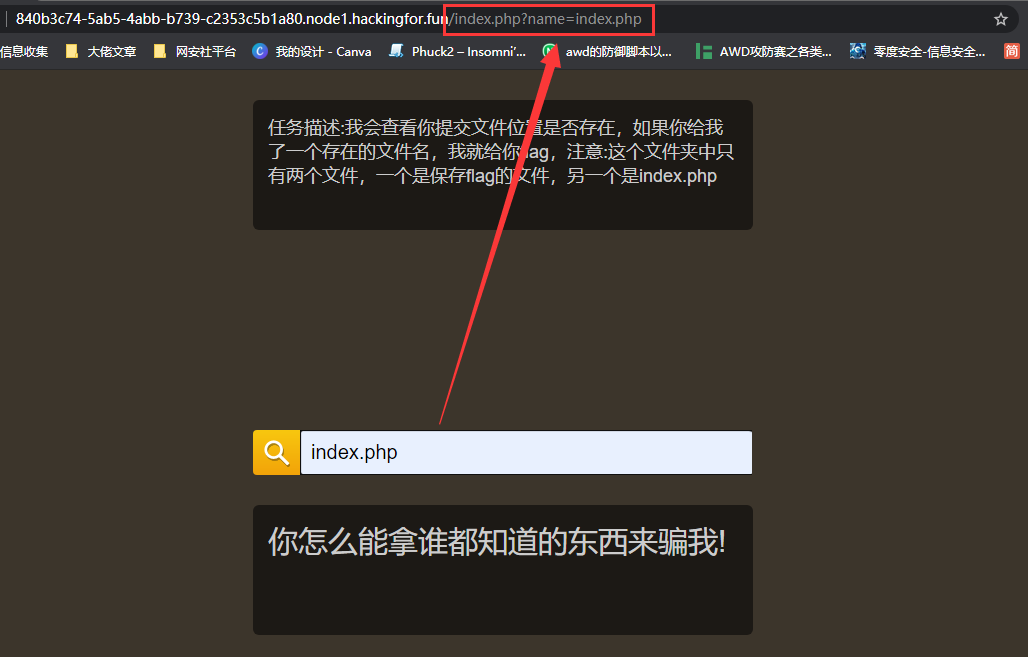 840b3c74-5ab5-4abb-b739-c2353c5b1a80.node1.hackingfor.fun/index.php?name=index.php
信息收集 大佬文章 网安社平台 C 我的设计 - Canva Phuck2 – Insomni'... awd的防御脚本以... AWD攻防赛之各类... 零度安全-信息安全... 简
任务描述:我会查看你提交文件位置是否存在，如果你给我
了一个存在的文件名，我就给你flag，注意:这个文件夹中只
有两个文件，一个是保存flag的文件，另一个是index.php
index.php
你怎么能拿谁都知道的东西来骗我!